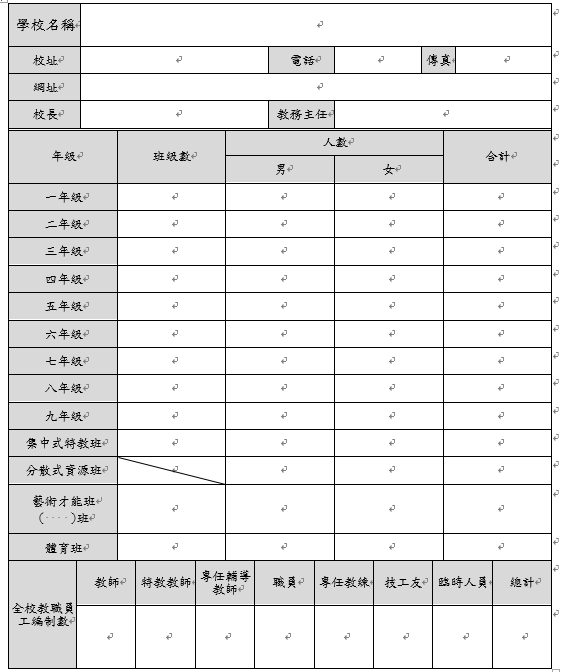 學校名稱
校址 電話 傳真
網址
校長 教務主任
年級 班級數 人數 合計
男 女
一年級
二年級
三年級
四年級
五年級
六年級
七年級
八年級
九年級
集中式特教班
分散式資源班
藝術才能班
(····)班
體育班
全校教職員
工編制數
教師 特教教師 專任輔導
教師 職員 專任教練 技工友 臨時人員 總計